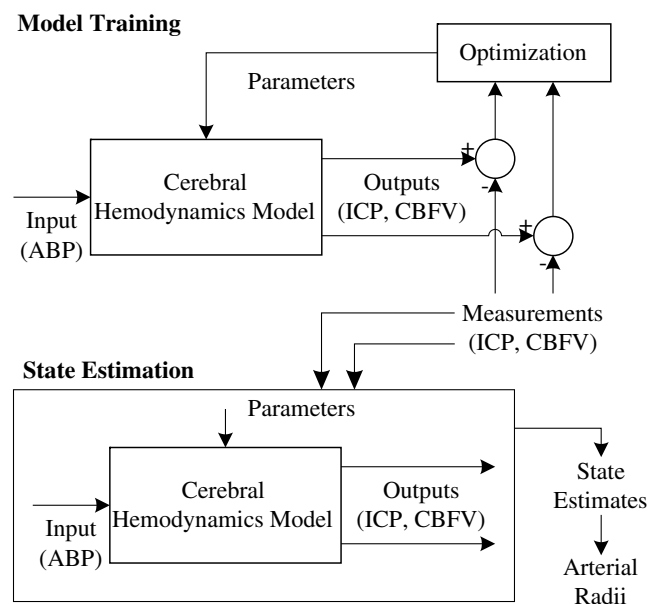 Model Training
Optimization
Parameters
+
-
Cerebral
Hemodynamics Model
Outputs
(ICP, CBFV)
Input
(ABP)
+
-
Measurements
(ICP, CBFV)
State Estimation
Parameters
Cerebral
Hemodynamics Model
Outputs
(ICP, CBFV)
Input
(ABP)
State
Estimates
Arterial
Radii